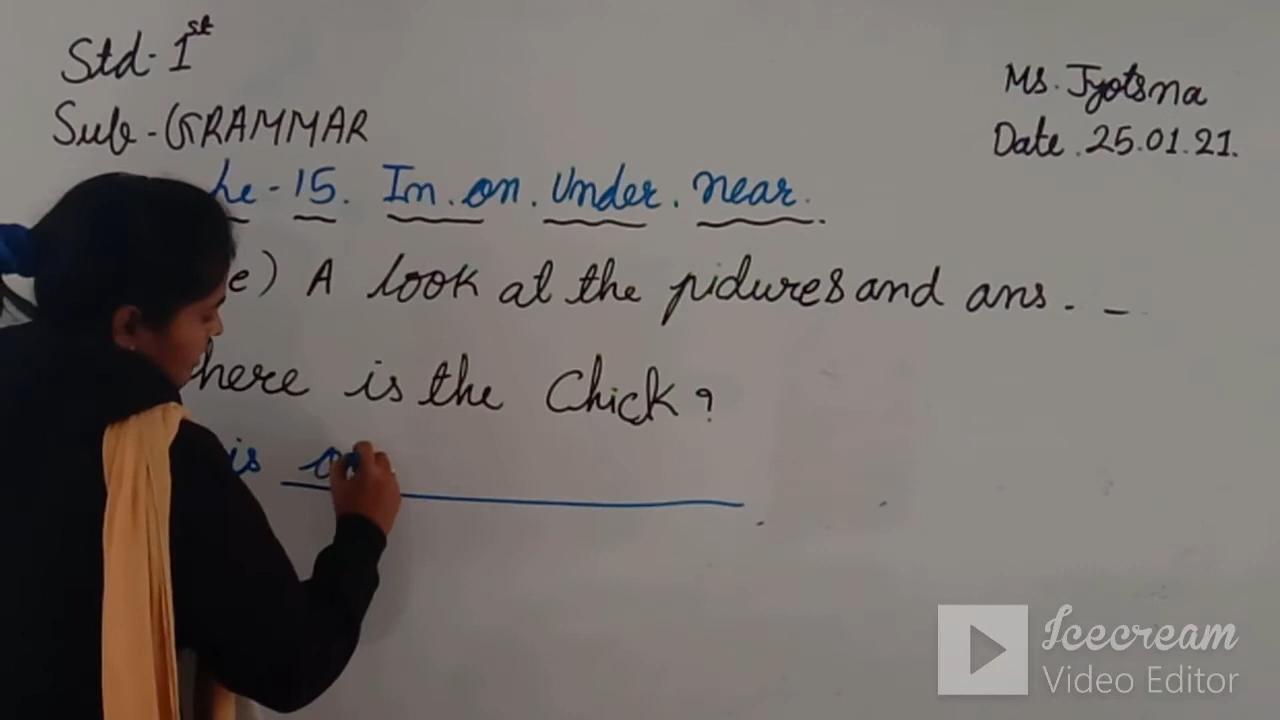 Std - 1st
Sub - GRAMMAR
Ms. Jyotsna
Date . 25.01.21.
- 15. In . on . Under . near .
e) A look at the pidures and ans . -
here is the Chick ?
is
Icecream
Video Editor